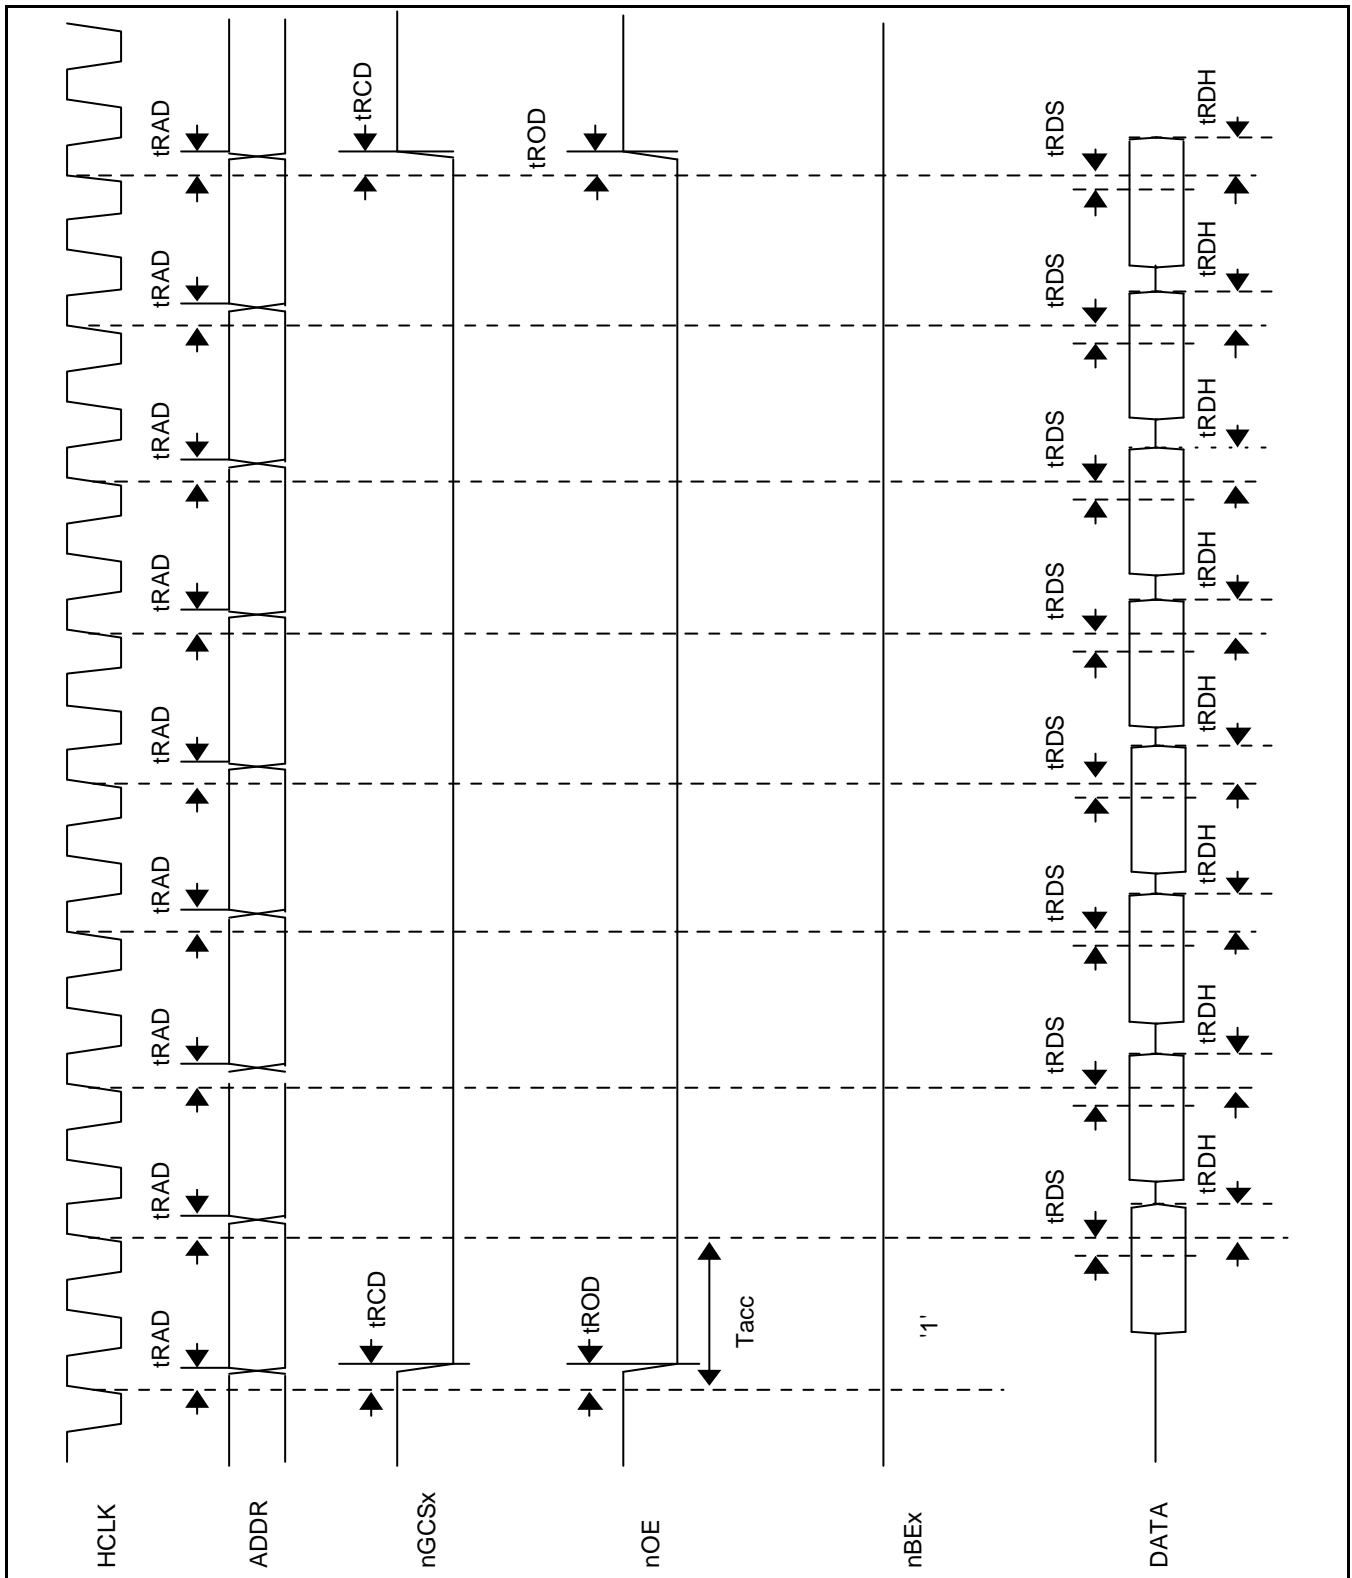 HCLK
tRAD tRAD tRAD tRAD tRAD tRAD tRAD tRAD tRAD
ADDR
tRCD tRCD
nGCSx
tROD tROD
nOE
Tacc
nBEx '1'
tRDS tRDS tRDS tRDS tRDS tRDS tRDS tRDS
DATA
tRDH tRDH tRDH tRDH tRDH tRDH tRDH tRDH